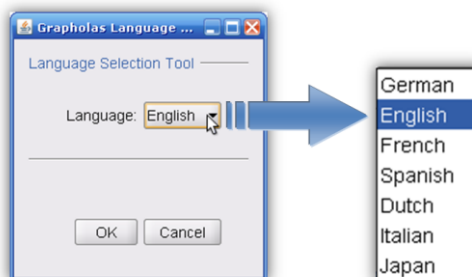 Grapholas Language ...
Language Selection Tool
Language: English
OK Cancel
German
English
French
Spanish
Dutch
Italian
Japan